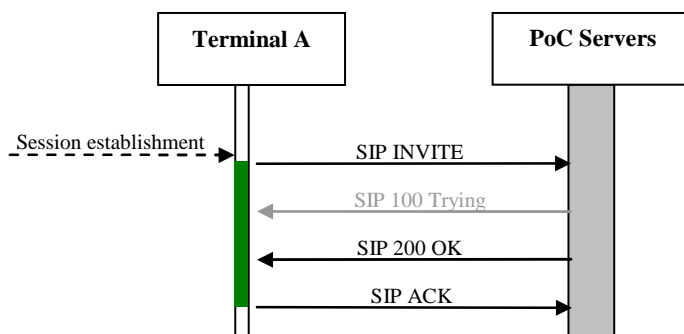 Terminal A
PoC Servers
Session establishment
SIP INVITE
SIP 100 Trying
SIP 200 OK
SIP ACK